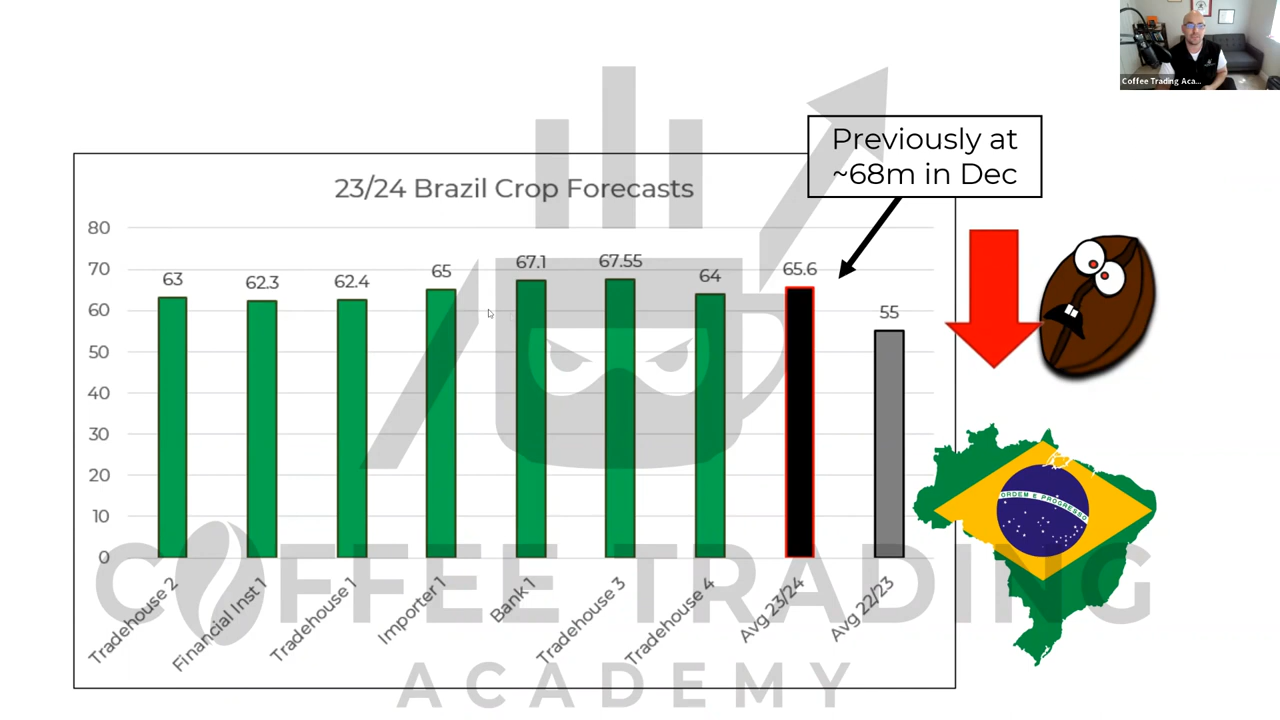 Coffee Trading Aca...
Previously at
~68m in Dec
23/24 Brazil Crop Forecasts
80
70
60
50
40
30
20
10
0
63
62.3
62.4
65
67.1
67.55
64
65.6
55
Tradehouse 2
Financial Inst 1
Tradehouse 1
Importer 1
Bank 1
Tradehouse 3
Tradehouse 4
Avg 23/24
Avg 22/23
ORDEM E PROGRESSO
COFFEE TRADING
ACADEMY